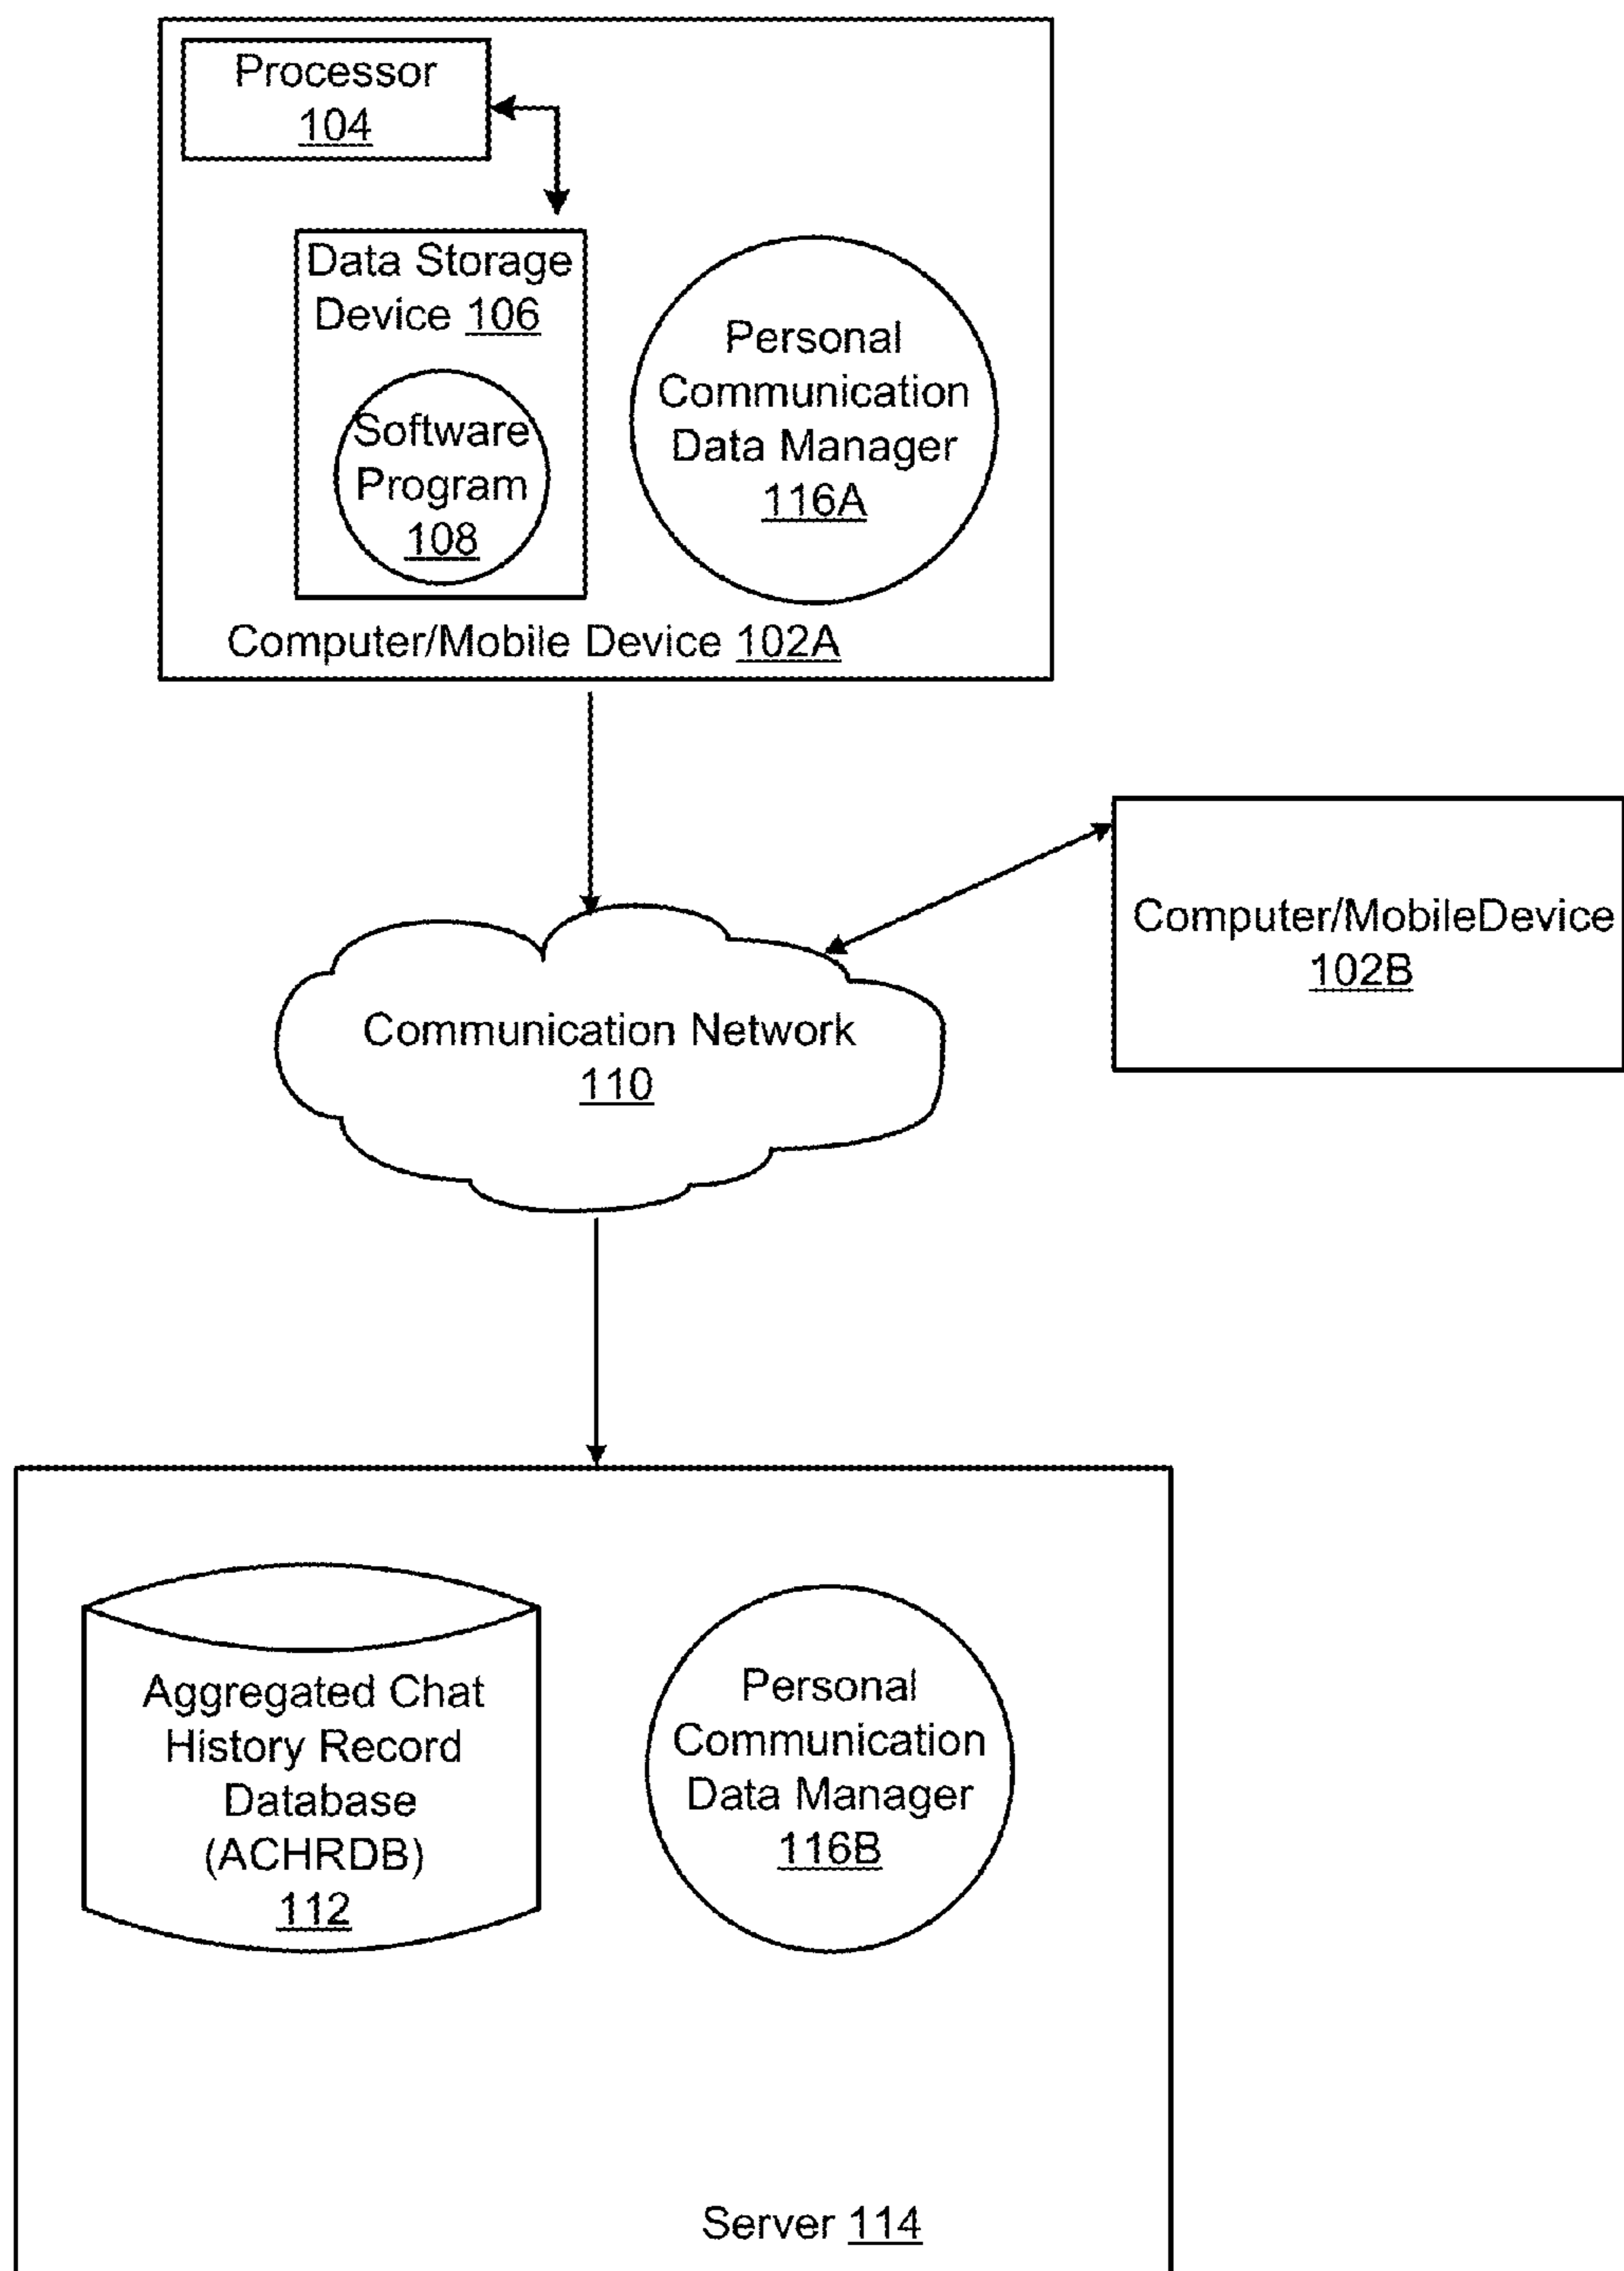 Processor
104
Data Storage
Device 106
Software
Program
108
Personal
Communication
Data Manager
116A
Computer/Mobile Device 102A
Computer/MobileDevice
102B
Communication Network
110
Aggregated Chat
History Record
Database
(ACHRDB)
112
Personal
Communication
Data Manager
116B
Server 114